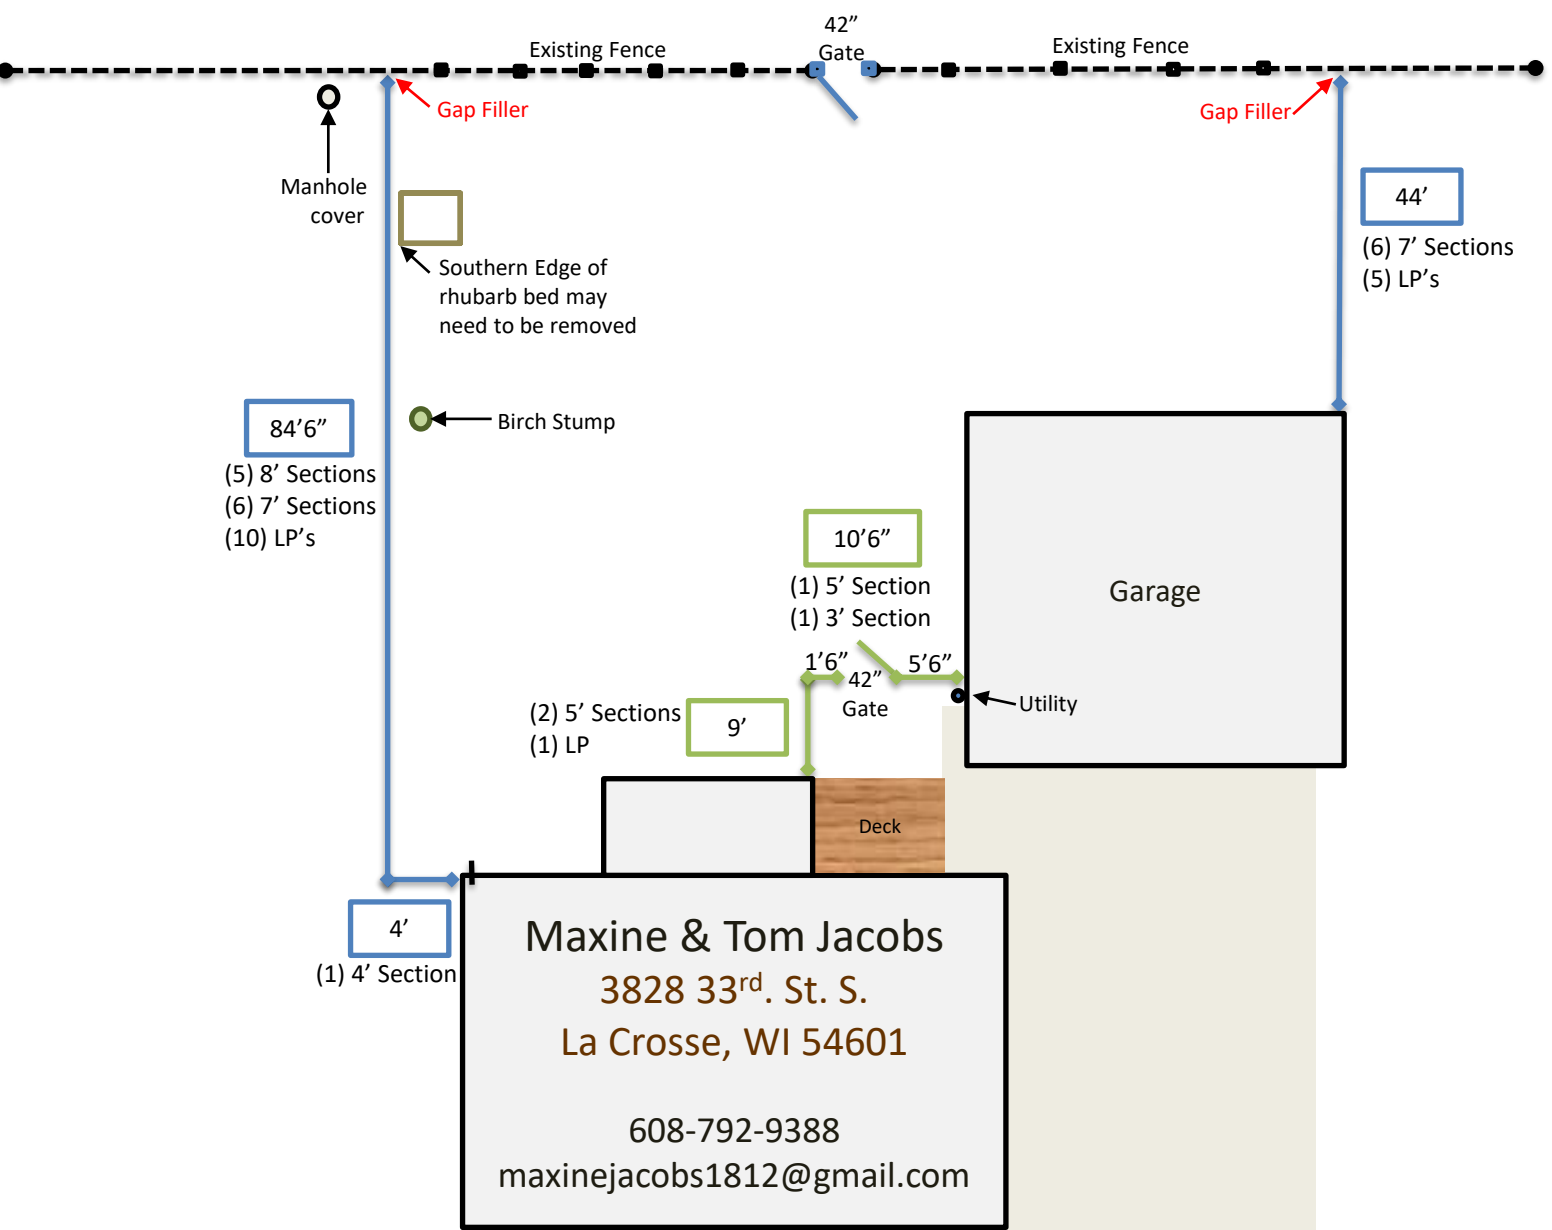 42”
Gate
Existing Fence
Existing Fence
Gap Filler
Gap Filler
Manhole
cover
44’
(6) 7’ Sections
(5) LP’s
Southern Edge of
rhubarb bed may
need to be removed
84’6”
(5) 8’ Sections
(6) 7’ Sections
(10) LP’s
Birch Stump
10’6”
(1) 5’ Section
(1) 3’ Section
Garage
1’6”
42”
Gate
5’6”
Utility
(2) 5’ Sections
(1) LP
9’
Deck
4’
(1) 4’ Section
Maxine & Tom Jacobs
3828 33rd. St. S.
La Crosse, WI 54601
608-792-9388
maxinejacobs1812@gmail.com